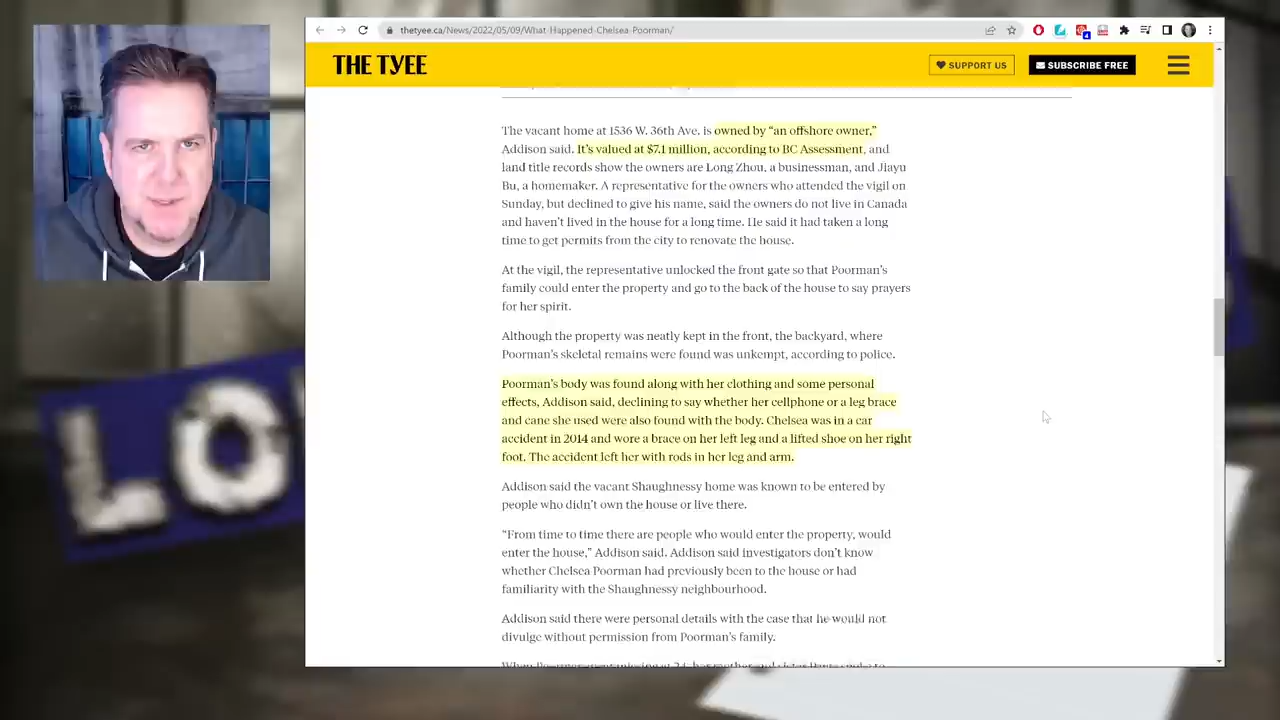 thetyee.ca/News/2022/05/09/What-Happened-Chelsea-Poorman/
THE TYEE
SUPPORT US
SUBSCRIBE FREE
The vacant home at 1536 W. 36th Ave. is owned by “an offshore owner,”
Addison said. It’s valued at $7.1 million, according to BC Assessment, and
land title records show the owners are Long Zhou, a businessman, and Jiayu
Bu, a homemaker. A representative for the owners who attended the vigil on
Sunday, but declined to give his name, said the owners do not live in Canada
and haven’t lived in the house for a long time. He said it had taken a long
time to get permits from the city to renovate the house.
At the vigil, the representative unlocked the front gate so that Poorman’s
family could enter the property and go to the back of the house to say prayers
for her spirit.
Although the property was neatly kept in the front, the backyard, where
Poorman’s skeletal remains were found was unkempt, according to police.
Poorman’s body was found along with her clothing and some personal
effects, Addison said, declining to say whether her cellphone or a leg brace
and cane she used were also found with the body. Chelsea was in a car
accident in 2014 and wore a brace on her left leg and a lifted shoe on her right
foot. The accident left her with rods in her leg and arm.
Addison said the vacant Shaughnessy home was known to be entered by
people who didn’t own the house or live there.
“From time to time there are people who would enter the property, would
enter the house,” Addison said. Addison said investigators don’t know
whether Chelsea Poorman had previously been to the house or had
familiarity with the Shaughnessy neighbourhood.
Addison said there were personal details with the case that he would not
divulge without permission from Poorman’s family.
LO